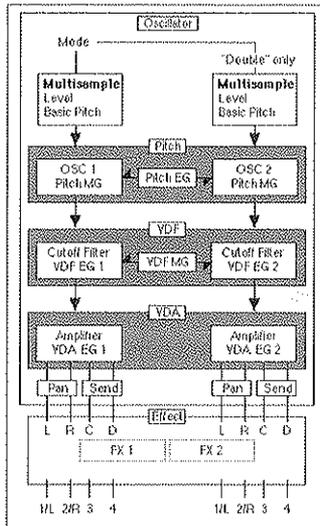 Oscillator
Mode
"Double" only
Multisample
Level
Basic Pitch
Multisample
Level
Basic Pitch
Pitch
OSC 1
Pitch MG
Pitch EG
OSC 2
Pitch MG
VDF
Cutoff Filter
VDF EG 1
VDF MG
Cutoff Filter
VDF EG 2
VDA
Amplifier
VDA EG 1
Amplifier
VDA EG 2
Pan Send Pan Send
Effect
L R C D L R C D
FX 1 FX 2
1/L 2/R 3 4 1/L 2/R 3 4